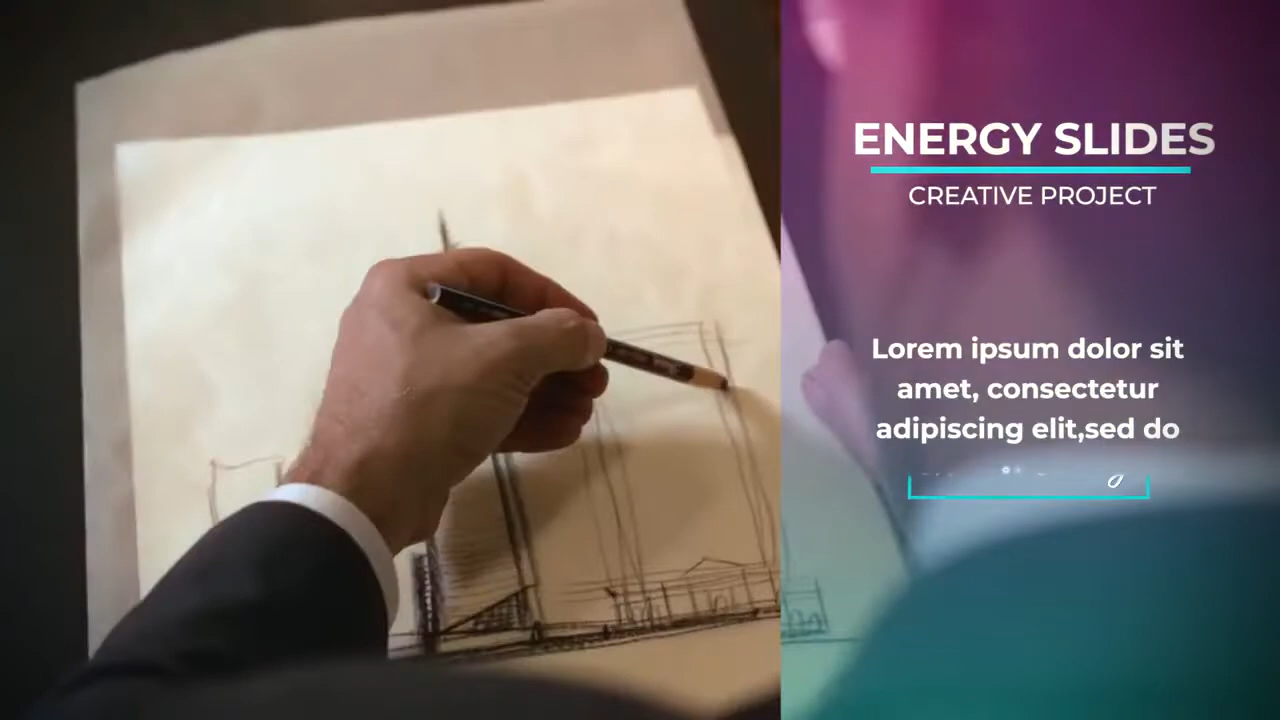 ENERGY SLIDES
CREATIVE PROJECT
Lorem ipsum dolor sit
amet, consectetur
adipiscing elit,sed do